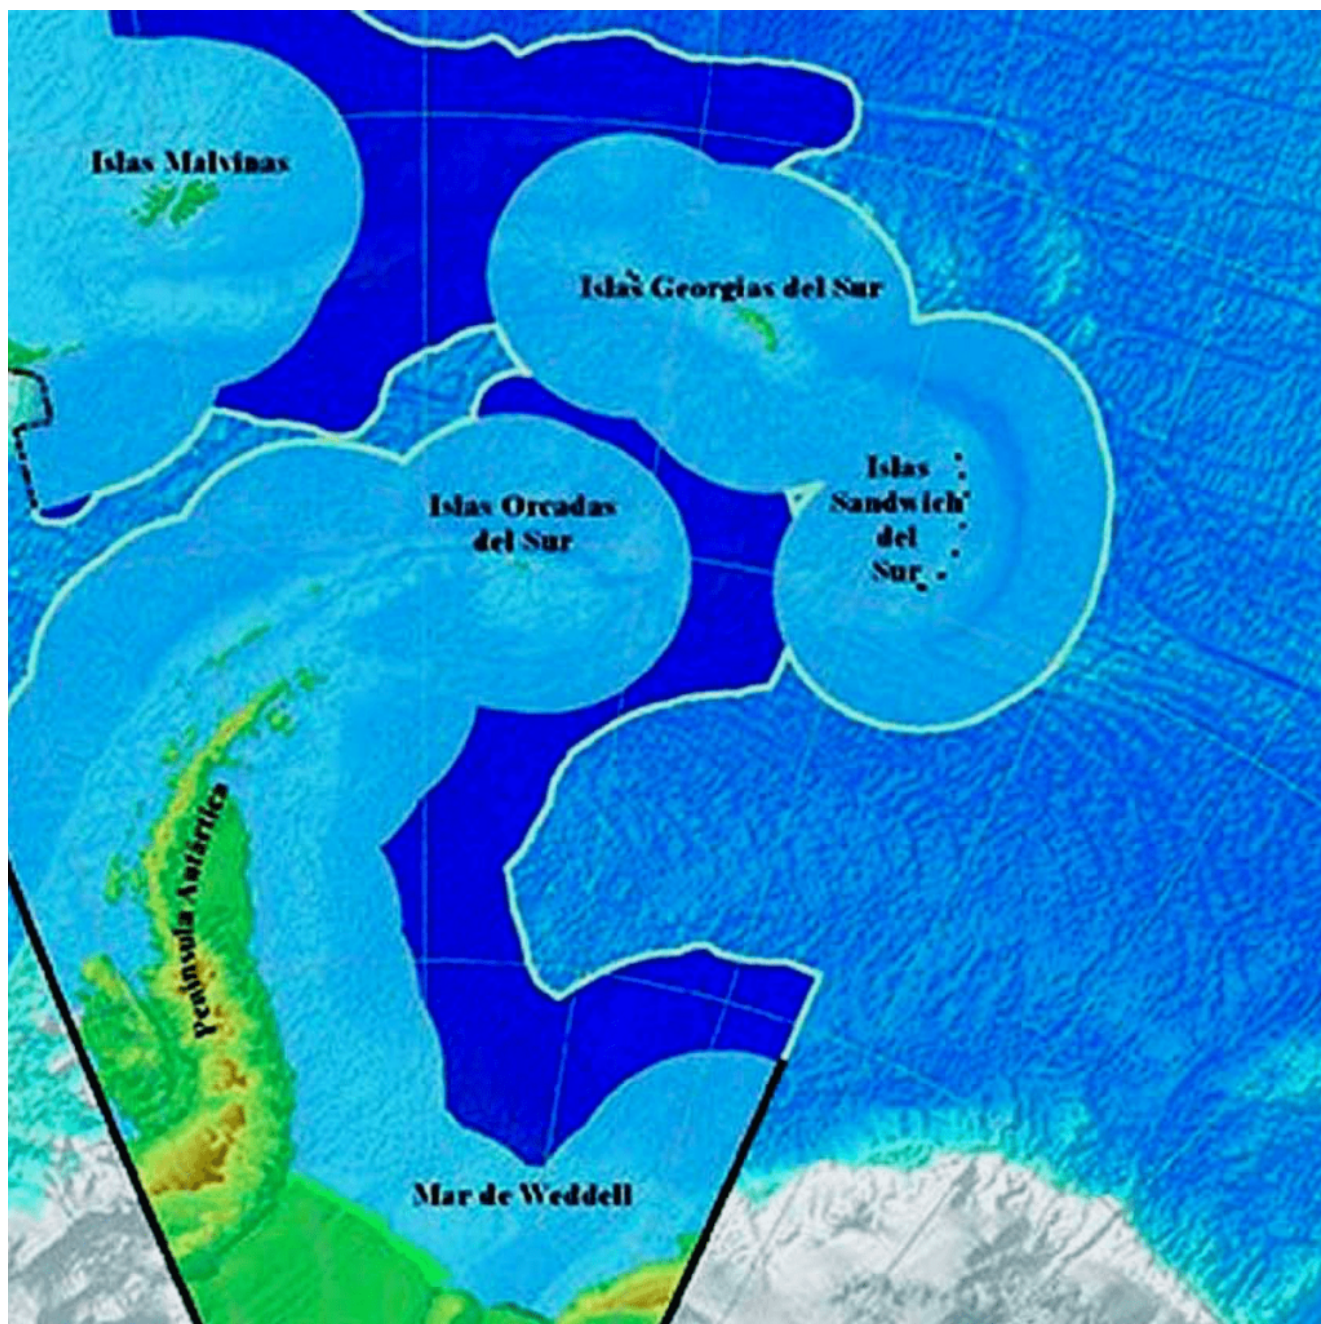 Islas Malvinas
Islas Georgias del Sur
Islas
Sandwich
del
Sur
Islas Orcadas
del Sur
Península Antártica
Mar de Weddell